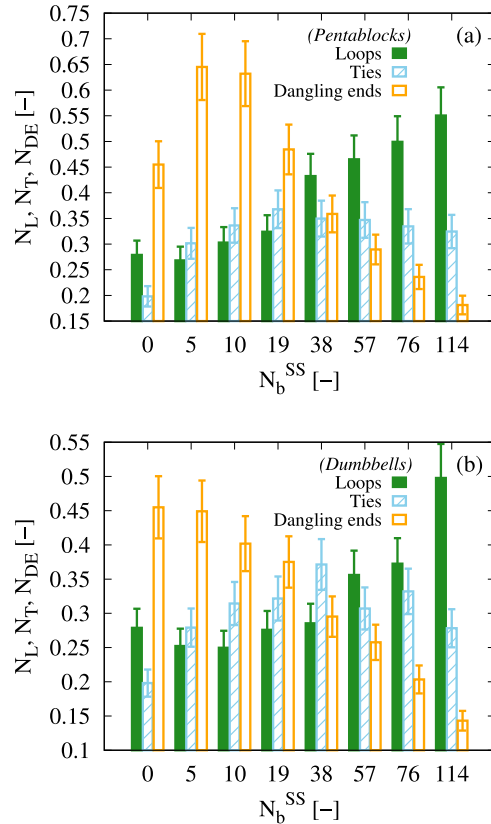 0.75
0.7
0.65
0.6
0.55
0.5
0.45
0.4
0.35
0.3
0.25
0.2
0.15
N_L, N_T, N_DE [−]
(Pentablocks) (a)
Loops
Ties
Dangling ends
0 5 10 19 38 57 76 114
N_b^SS [−]
0.55
0.5
0.45
0.4
0.35
0.3
0.25
0.2
0.15
0.1
N_L, N_T, N_DE [−]
(Dumbbells) (b)
Loops
Ties
Dangling ends
0 5 10 19 38 57 76 114
N_b^SS [−]